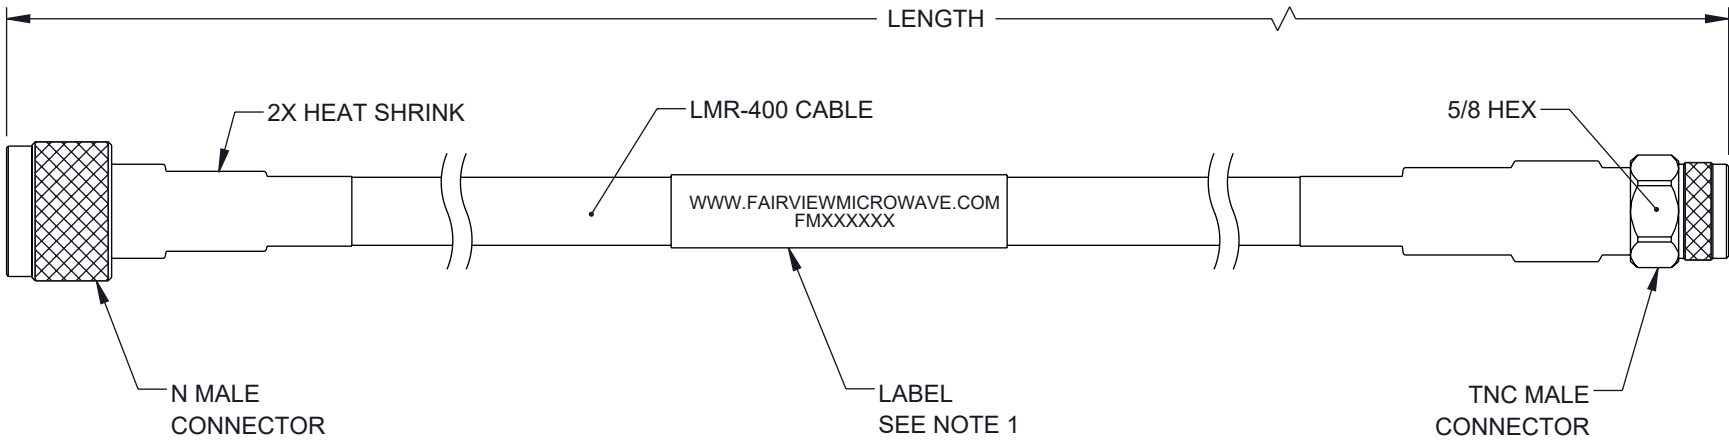 LENGTH
2X HEAT SHRINK
LMR-400 CABLE
5/8 HEX
WWW.FAIRVIEWMICROWAVE.COM
FMXXXXXX
N MALE
CONNECTOR
LABEL
SEE NOTE 1
TNC MALE
CONNECTOR